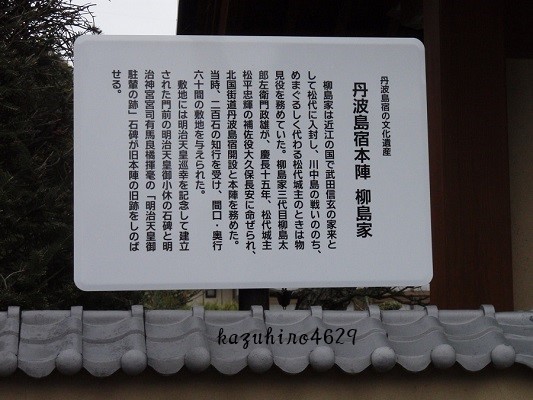 丹波島宿の文化遺産
丹波島宿本陣 柳島家
柳島家は近江の国で武田信玄の家来と
して松代に入封し、川中島の戦いののち、
めまぐるしく代わる松代城主のときは物
見役を務めていた。柳島家三代目柳島太
郎左衛門政雄が、慶長十五年、松代城主
松平忠輝の補佐役大久保長安に命ぜられ、
北国街道丹波島宿開設と本陣を務めた。
当時、二百石の知行を受け、間口・奥行
六十間の敷地を与えられた。
敷地には明治天皇巡幸を記念して建立
された門前の明治天皇御小休の石碑と明
治神宮宮司有馬良橘揮毫の「明治天皇御
駐輦の跡」石碑が旧本陣の旧跡をしのば
せる。
kazuhiro4629